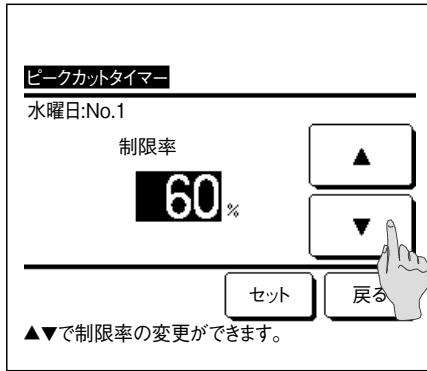 ピークカットタイマー
水曜日:No.1
制限率
60 %
▲
▼
セット
戻る
▲▼で制限率の変更ができます。